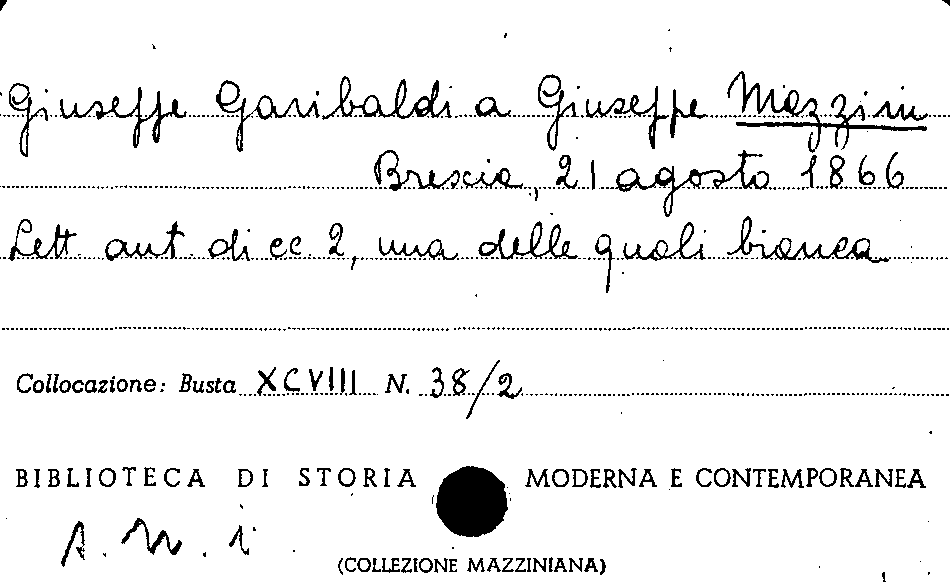 Giuseppe Garibaldi a Giuseppe Mazzini
Brescia, 21 agosto 1866
Lett. aut. di cc. 2, una delle quali bianca
Collocazione: Busta XCVIII N. 38/2
BIBLIOTECA DI STORIA MODERNA E CONTEMPORANEA
A. M. i
(COLLEZIONE MAZZINIANA)